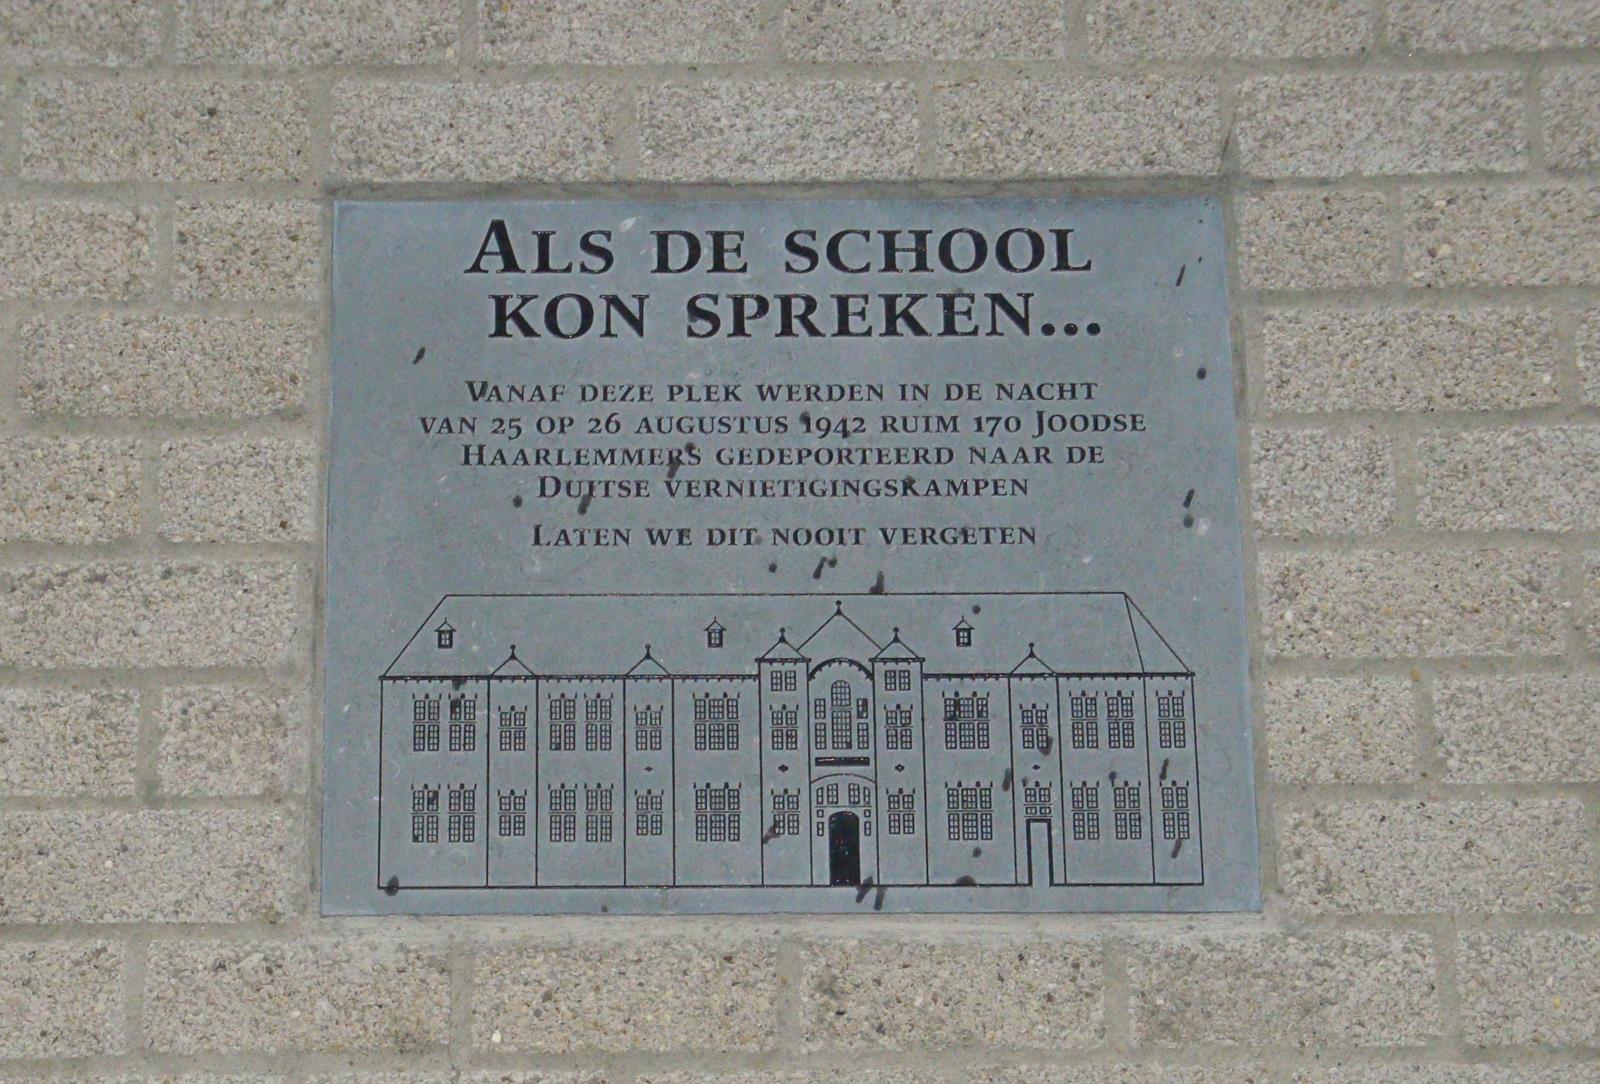 ALS DE SCHOOL
KON SPREKEN...
VANAF DEZE PLEK WERDEN IN DE NACHT
VAN 25 OP 26 AUGUSTUS 1942 RUIM 170 JOODSE
HAARLEMMERS GEDEPORTEERD NAAR DE
DUITSE VERNIETIGINGSKAMPEN
LATEN WE DIT NOOIT VERGETEN